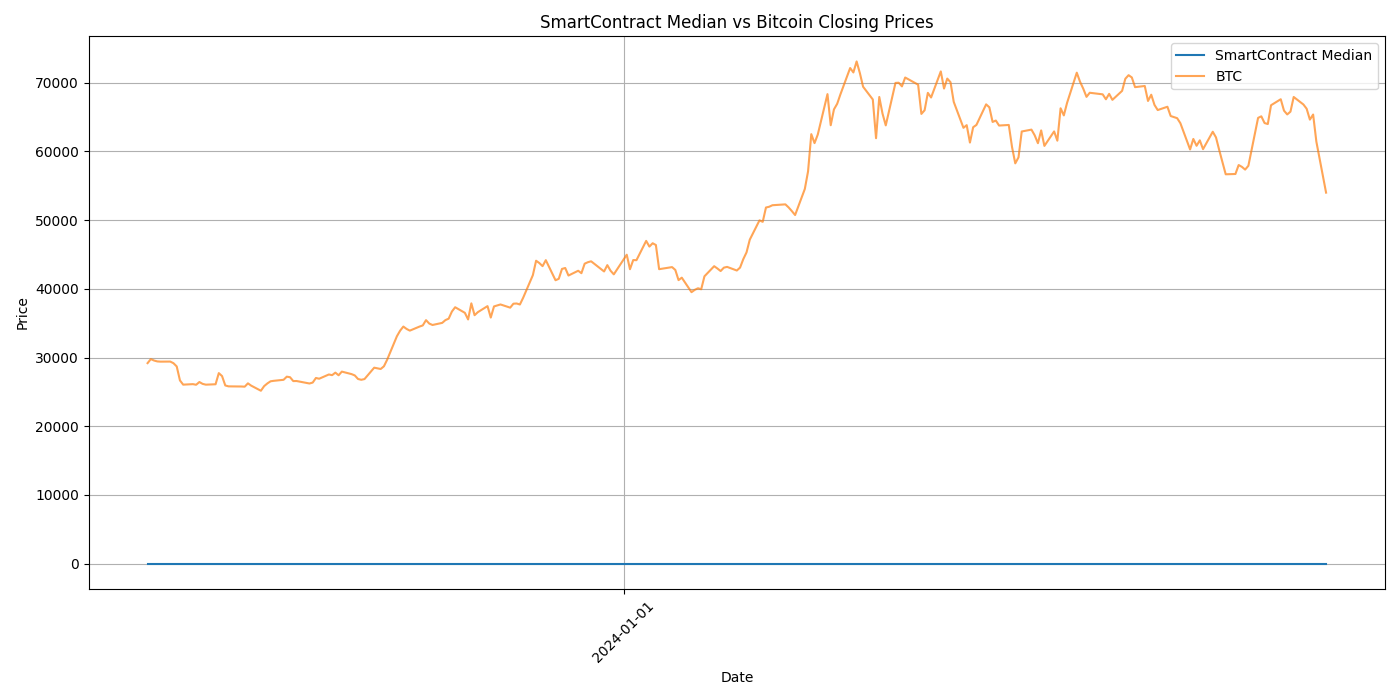 SmartContract Median vs Bitcoin Closing Prices
SmartContract Median
BTC
70000
60000
50000
40000
30000
20000
10000
0
Price
2024-01-01
Date